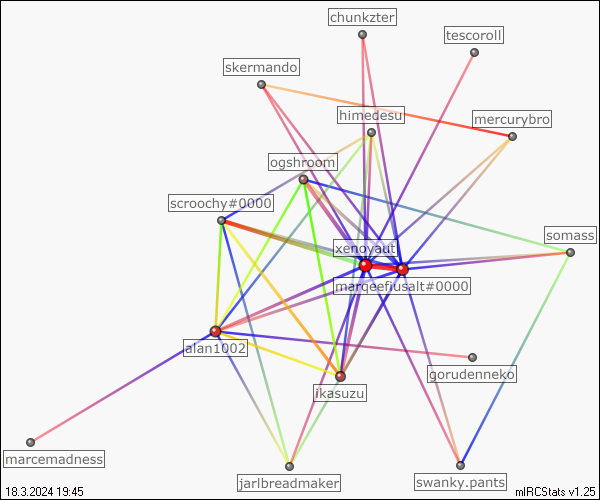 chunkzter
tescoroll
skermando
himedesu
mercurybro
ogshroom
scroochy#0000
somass
xenoyaut
marqeefiusalt#0000
alan1002
gorudenneko
ikasuzu
marcemadness
jarlbreadmaker
swanky.pants
18.3.2024 19:45
mIRCStats v1.25